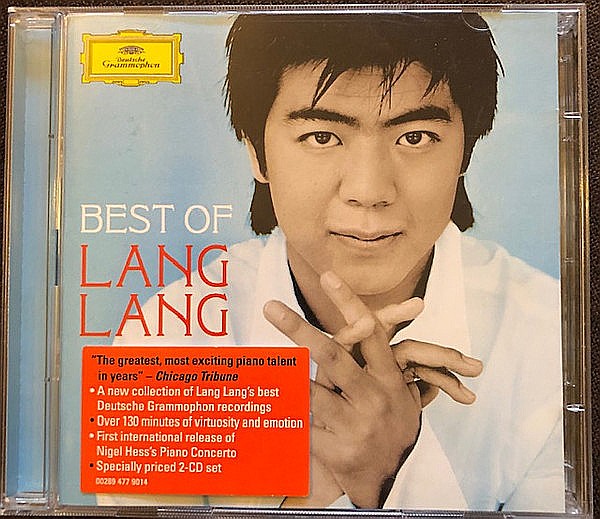 Deutsche
Grammophon
BEST OF
LANG
LANG
"The greatest, most exciting piano talent
in years" – Chicago Tribune
• A new collection of Lang Lang's best
Deutsche Grammophon recordings
• Over 130 minutes of virtuosity and emotion
• First international release of
Nigel Hess's Piano Concerto
• Specially priced 2-CD set
00289 477 9014